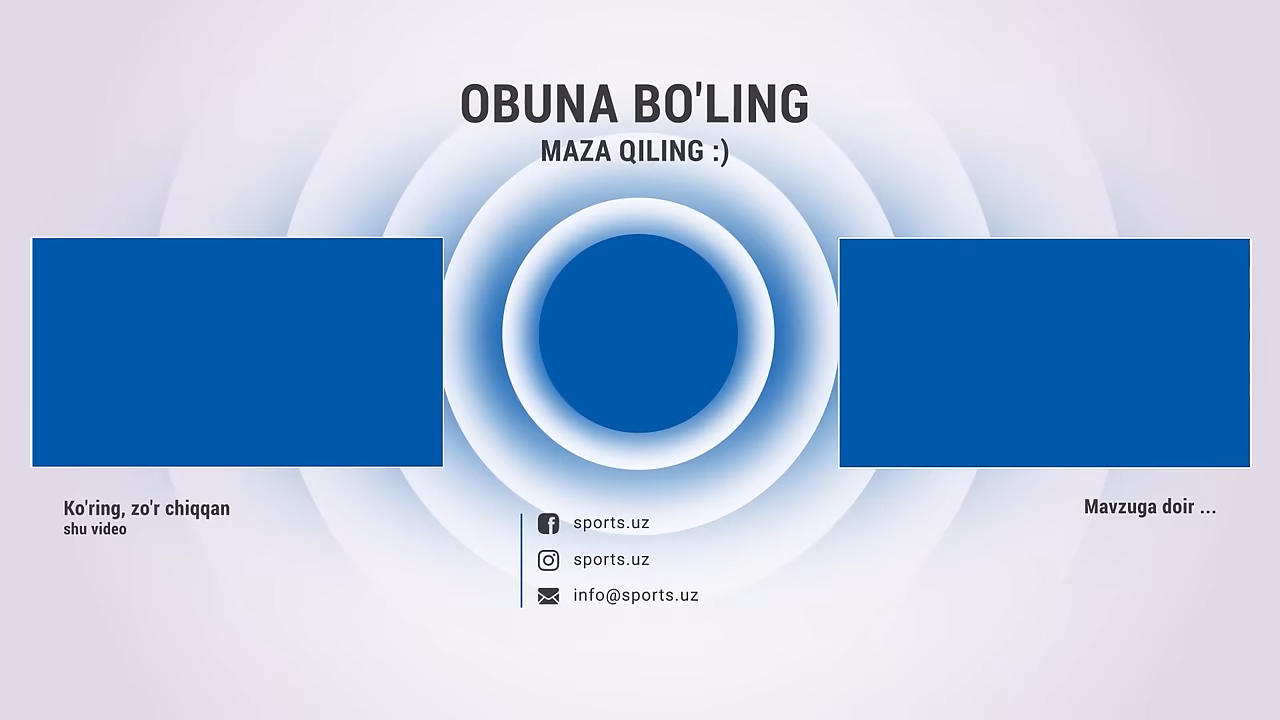 OBUNA BO'LING
MAZA QILING :)
Ko'ring, zo'r chiqqan
shu video
Mavzuga doir ...
sports.uz
sports.uz
info@sports.uz